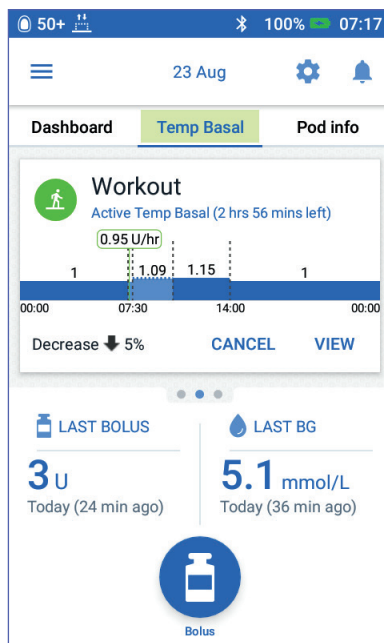 50+ 100% 07:17
23 Aug
Dashboard Temp Basal Pod info
Workout
Active Temp Basal (2 hrs 56 mins left)
0.95 U/hr
1 1.09 1.15 1
00:00 07:30 14:00 00:00
Decrease 5% CANCEL VIEW
LAST BOLUS LAST BG
3 U 5.1 mmol/L
Today (24 min ago) Today (36 min ago)
Bolus